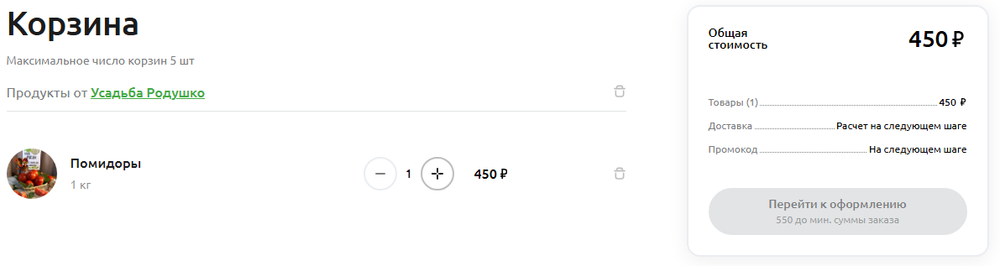 Корзина
Максимальное число корзин 5 шт
Продукты от Усадьба Родушко
Помидоры
1 кг
1
450 ₽
Общая
стоимость
450 ₽
Товары (1) 450 ₽
Доставка Расчет на следующем шаге
Промокод На следующем шаге
Перейти к оформлению
550 до мин. суммы заказа